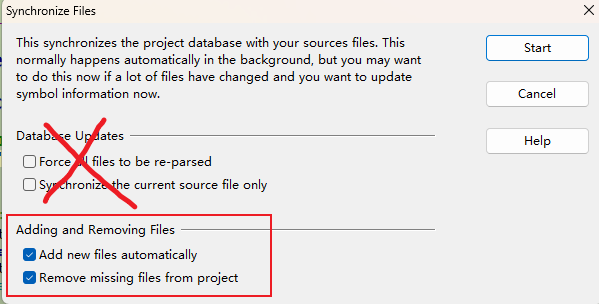 Synchronize Files
This synchronizes the project database with your sources files. This
normally happens automatically in the background, but you may want
to do this now if a lot of files have changed and you want to update
symbol information now.
Start
Cancel
Help
Database Updates
Force all files to be re-parsed
Synchronize the current source file only
Adding and Removing Files
Add new files automatically
Remove missing files from project